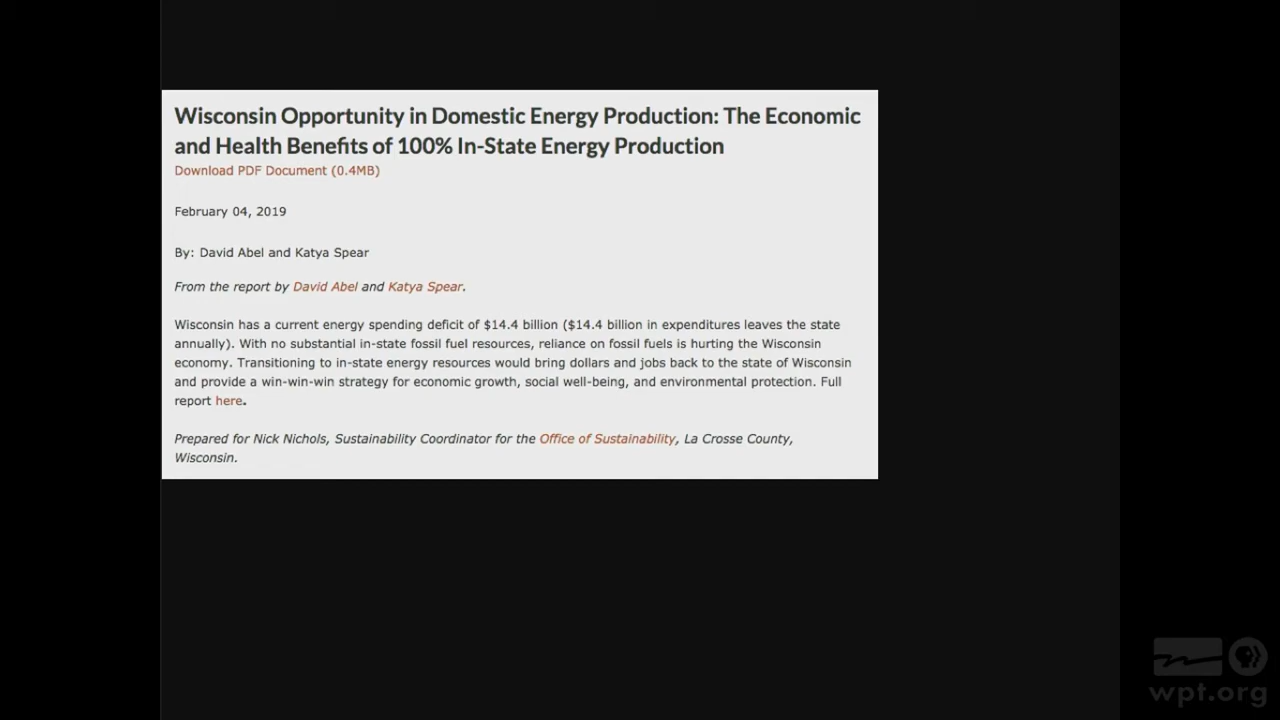 Wisconsin Opportunity in Domestic Energy Production: The Economic
and Health Benefits of 100% In-State Energy Production
Download PDF Document (0.4MB)
February 04, 2019
By: David Abel and Katya Spear
From the report by David Abel and Katya Spear.
Wisconsin has a current energy spending deficit of $14.4 billion ($14.4 billion in expenditures leaves the state
annually). With no substantial in-state fossil fuel resources, reliance on fossil fuels is hurting the Wisconsin
economy. Transitioning to in-state energy resources would bring dollars and jobs back to the state of Wisconsin
and provide a win-win-win strategy for economic growth, social well-being, and environmental protection. Full
report here.
Prepared for Nick Nichols, Sustainability Coordinator for the Office of Sustainability, La Crosse County,
Wisconsin.
wpt.org